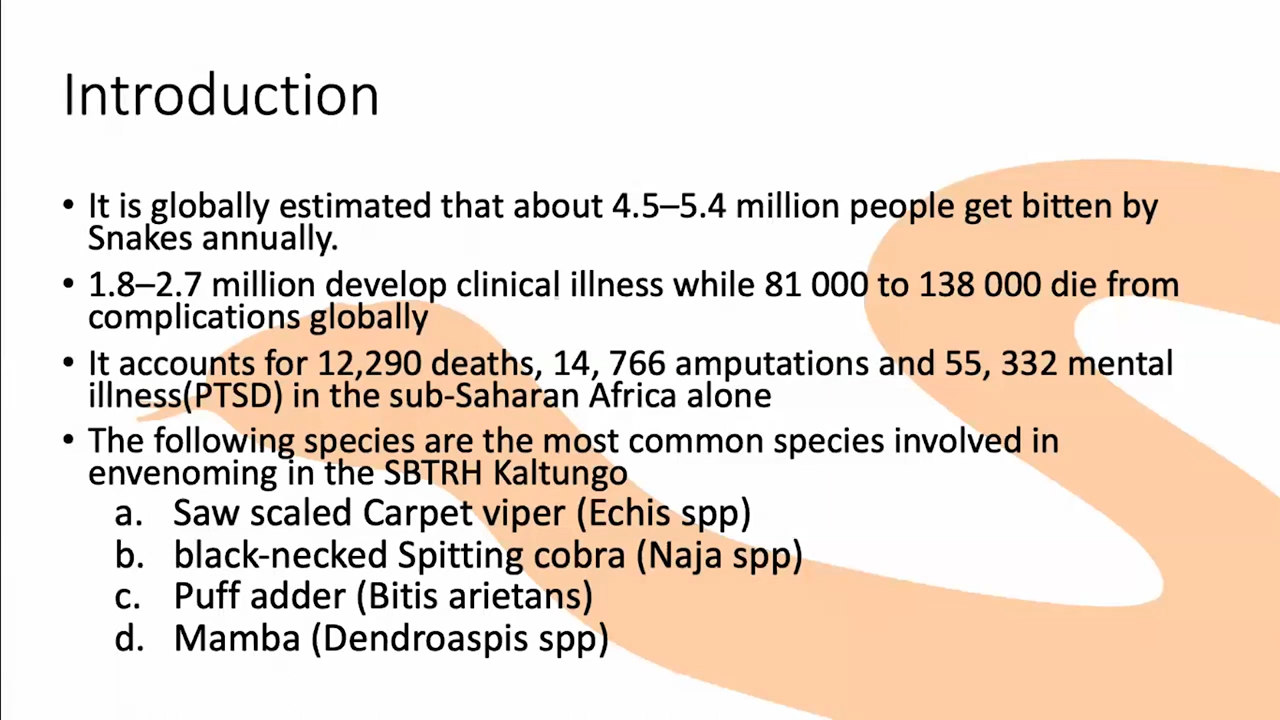 Introduction
• It is globally estimated that about 4.5–5.4 million people get bitten by
Snakes annually.
• 1.8–2.7 million develop clinical illness while 81 000 to 138 000 die from
complications globally
• It accounts for 12,290 deaths, 14, 766 amputations and 55, 332 mental
illness(PTSD) in the sub-Saharan Africa alone
• The following species are the most common species involved in
envenoming in the SBTRH Kaltungo
a. Saw scaled Carpet viper (Echis spp)
b. black-necked Spitting cobra (Naja spp)
c. Puff adder (Bitis arietans)
d. Mamba (Dendroaspis spp)